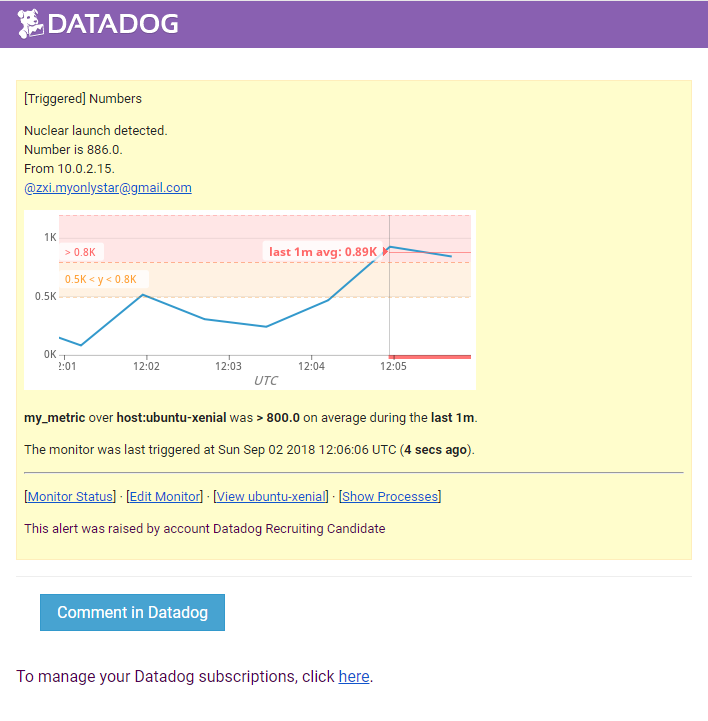 DATADOG
[Triggered] Numbers
Nuclear launch detected.
Number is 886.0.
From 10.0.2.15.
@zxi.myonlystar@gmail.com
1K
> 0.8K
last 1m avg: 0.89K
0.5K < y < 0.8K
0.5K
0K
2:01 12:02 12:03 12:04 12:05
UTC
my_metric over host:ubuntu-xenial was > 800.0 on average during the last 1m.
The monitor was last triggered at Sun Sep 02 2018 12:06:06 UTC (4 secs ago).
[Monitor Status] · [Edit Monitor] · [View ubuntu-xenial] · [Show Processes]
This alert was raised by account Datadog Recruiting Candidate
Comment in Datadog
To manage your Datadog subscriptions, click here.